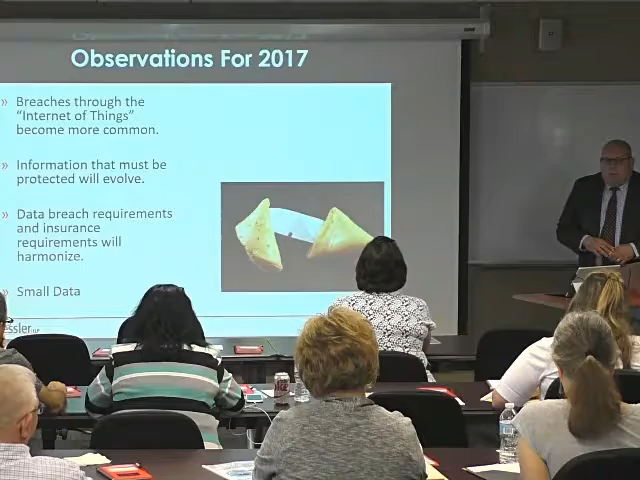 Observations For 2017
» Breaches through the
"Internet of Things"
become more common.
» Information that must be
protected will evolve.
» Data breach requirements
and insurance
requirements will
harmonize.
» Small Data
essler LLP